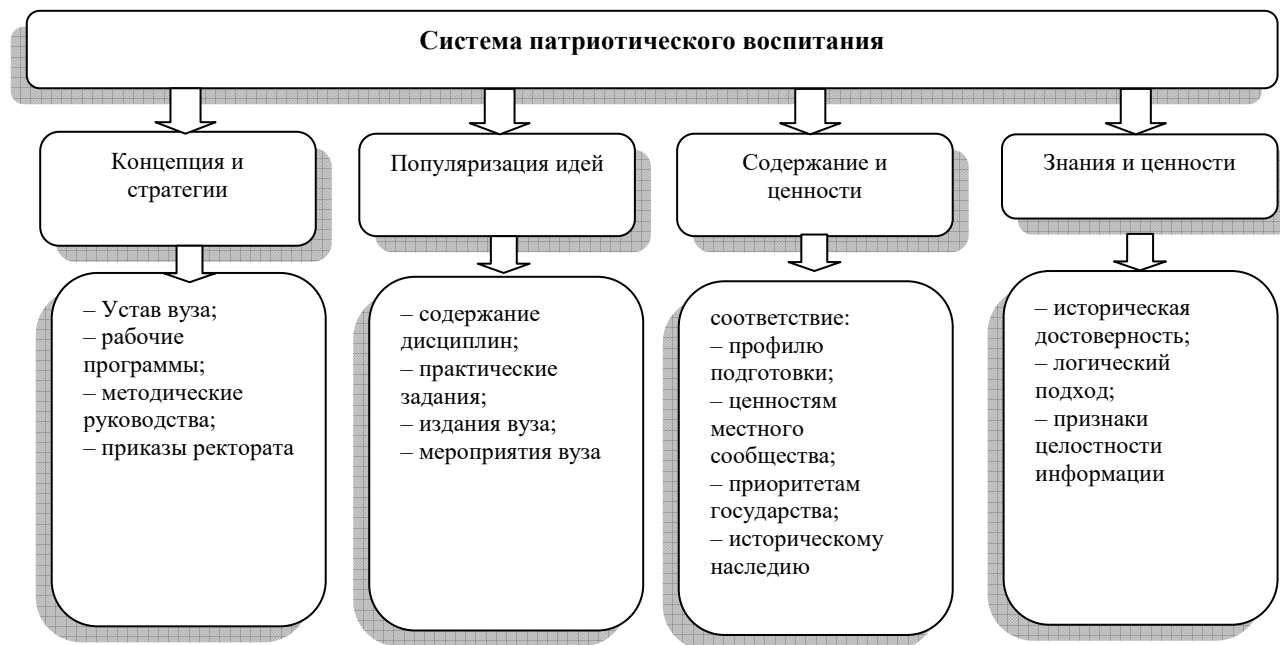 Система патриотического воспитания
Концепция и
стратегии
Популяризация идей
Содержание и
ценности
Знания и ценности
– Устав вуза;
– рабочие
программы;
– методические
руководства;
– приказы ректората
– содержание
дисциплин;
– практические
задания;
– издания вуза;
– мероприятия вуза
соответствие:
– профилю
подготовки;
– ценностям
местного
сообщества;
– приоритетам
государства;
– историческому
наследию
– историческая
достоверность;
– логический
подход;
– признаки
целостности
информации